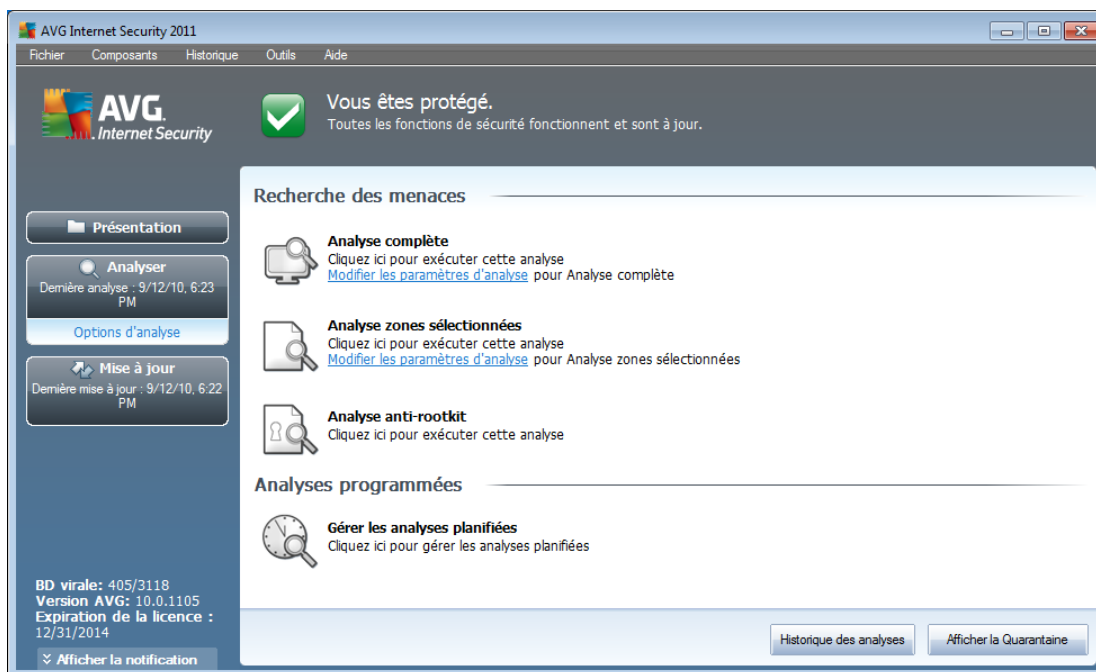 AVG Internet Security 2011
Fichier Composants Historique Outils Aide
AVG.
Internet Security
Vous êtes protégé.
Toutes les fonctions de sécurité fonctionnent et sont à jour.
Présentation
Analyser
Dernière analyse : 9/12/10, 6:23
PM
Options d'analyse
Mise à jour
Dernière mise à jour : 9/12/10, 6:22
PM
BD virale: 405/3118
Version AVG: 10.0.1105
Expiration de la licence :
12/31/2014
Afficher la notification
Recherche des menaces
Analyse complète
Cliquez ici pour exécuter cette analyse
Modifier les paramètres d'analyse pour Analyse complète
Analyse zones sélectionnées
Cliquez ici pour exécuter cette analyse
Modifier les paramètres d'analyse pour Analyse zones sélectionnées
Analyse anti-rootkit
Cliquez ici pour exécuter cette analyse
Analyses programmées
Gérer les analyses planifiées
Cliquez ici pour gérer les analyses planifiées
Historique des analyses
Afficher la Quarantaine